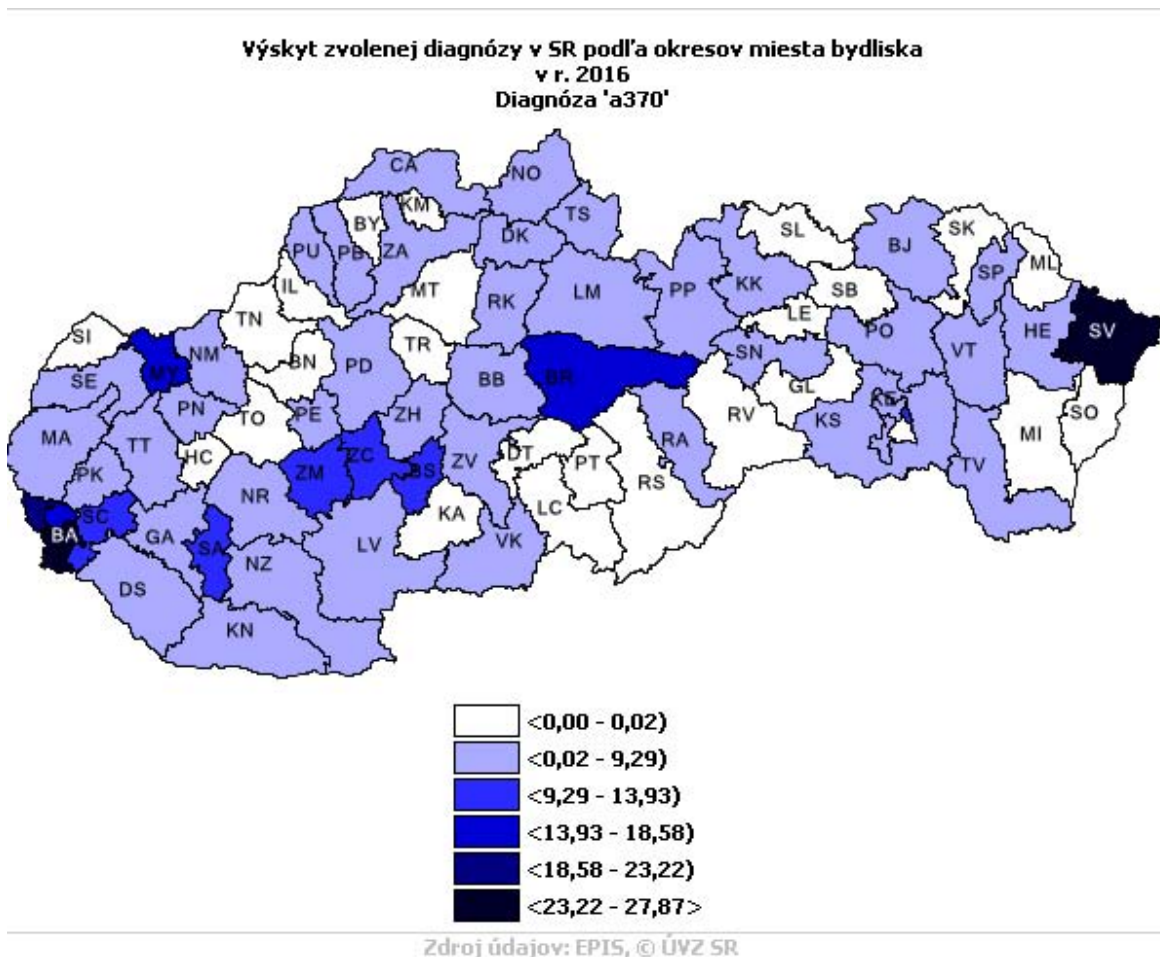 Výskyt zvolenej diagnózy v SR podľa okresov miesta bydliska
v r. 2016
Diagnóza 'a370'
CA
NO
KM
BY
TS
SL
SK
PU
PB
ZA
DK
BJ
ML
SP
IL
MT
RK
LM
PP
KK
SB
TN
LE
PO
HE
SV
SI
NM
MY
BN
PD
TR
SN
VT
SE
BB
BR
GL
PN
TO
PE
ZH
RV
KE
KS
SO
MI
MA
TT
HC
ZM
ZC
BS
ZV
DT
PT
RA
TV
PK
NR
RS
SC
BA
GA
SA
NZ
LV
KA
LC
VK
DS
KN
<0,00 - 0,02)
<0,02 - 9,29)
<9,29 - 13,93)
<13,93 - 18,58)
<18,58 - 23,22)
<23,22 - 27,87>
Zdroj údajov: EPIS, © ÚVZ SR